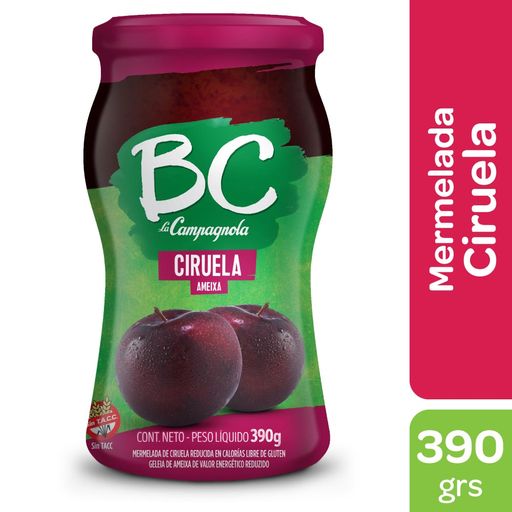 BC
La Campagnola
CIRUELA
AMEIXA
Sin T.A.C.C.
Sin TACC
CONT. NETO - PESO LÍQUIDO 390g
MERMELADA DE CIRUELA REDUCIDA EN CALORÍAS LIBRE DE GLUTEN
GELEIA DE AMEIXA DE VALOR ENERGÉTICO REDUZIDO
Mermelada
Ciruela
390
grs